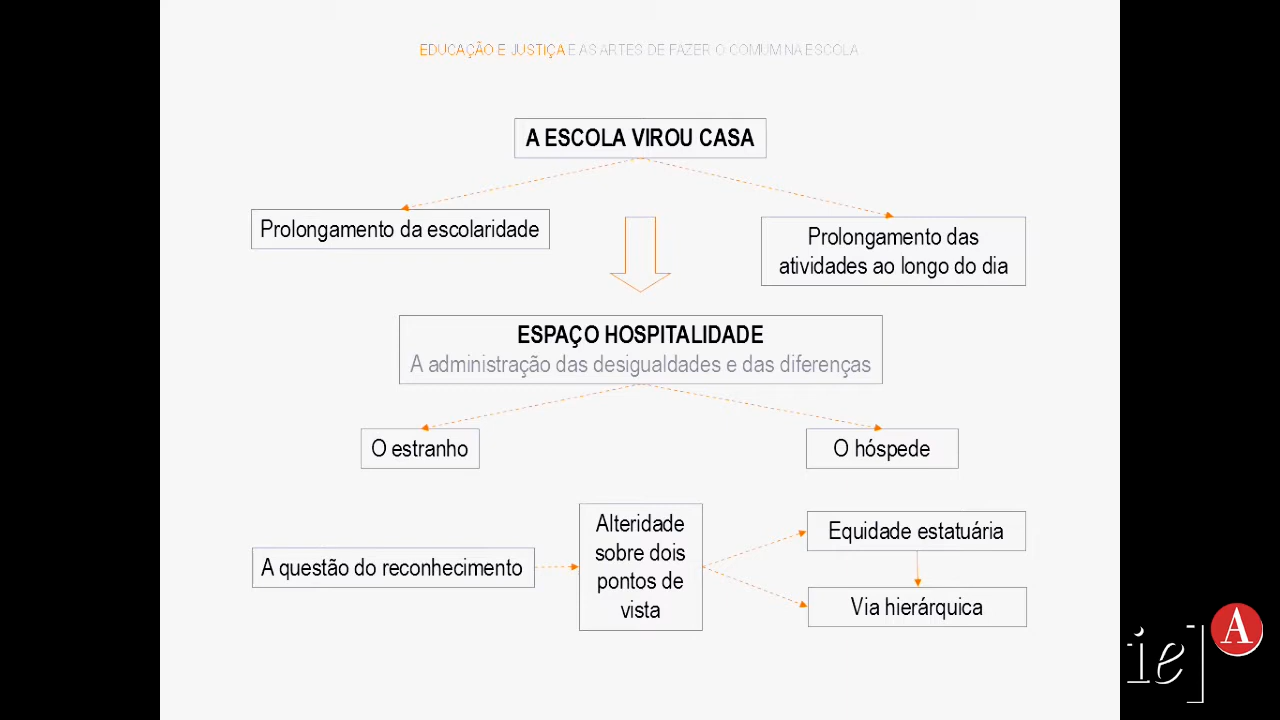 EDUCAÇÃO E JUSTIÇA E AS ARTES DE FAZER O COMUM NA ESCOLA
A ESCOLA VIROU CASA
Prolongamento da escolaridade
Prolongamento das
atividades ao longo do dia
ESPAÇO HOSPITALIDADE
A administração das desigualdades e das diferenças
O estranho
O hóspede
A questão do reconhecimento
Alteridade
sobre dois
pontos de
vista
Equidade estatuária
Via hierárquica
ie]
A